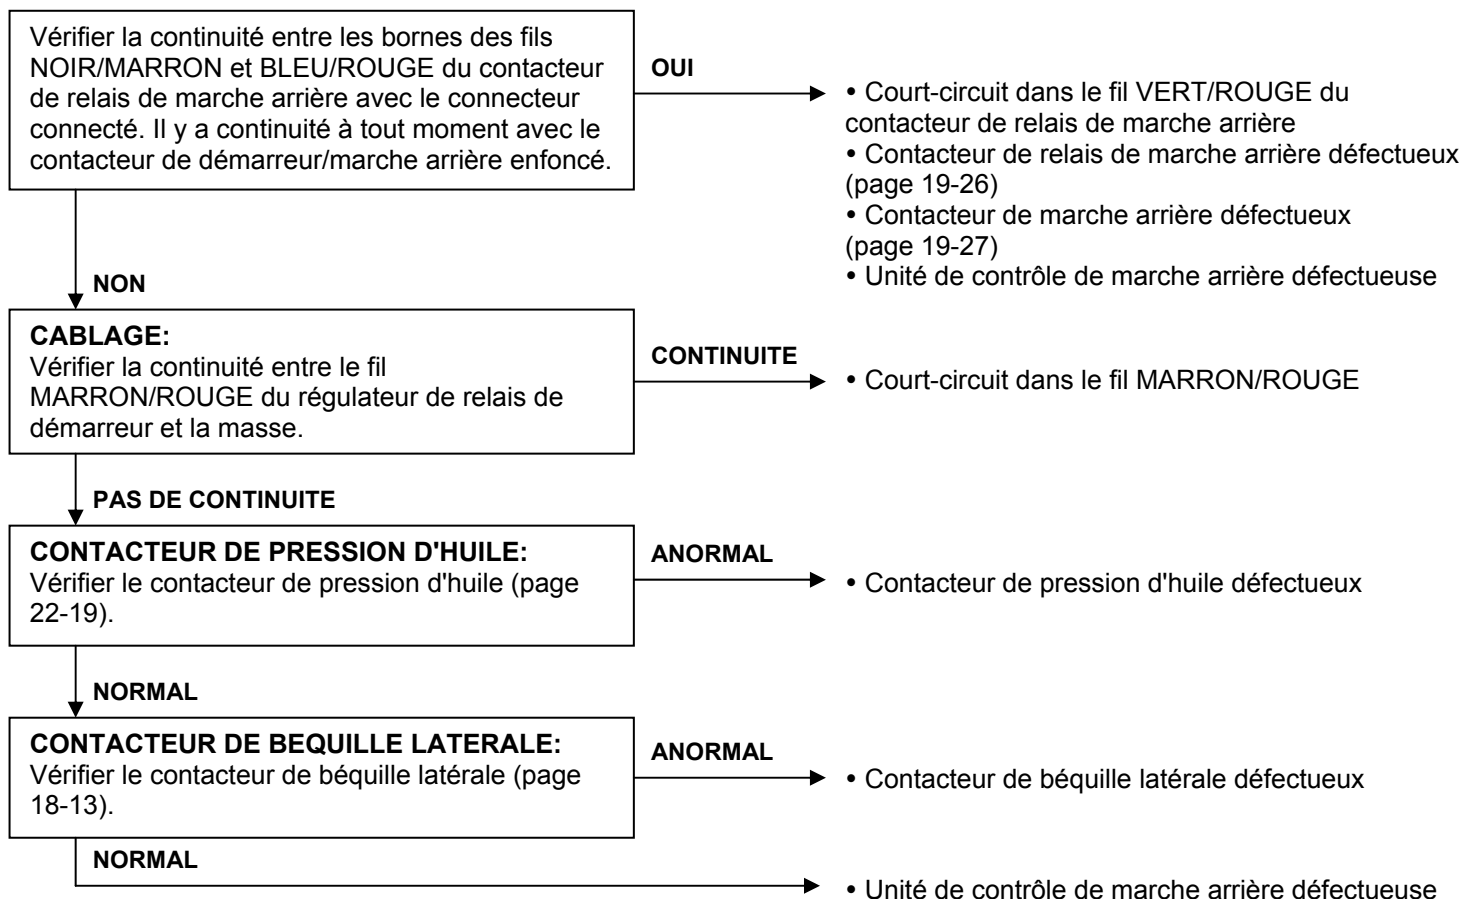 Vérifier la continuité entre les bornes des fils
NOIR/MARRON et BLEU/ROUGE du contacteur
de relais de marche arrière avec le connecteur
connecté. Il y a continuité à tout moment avec le
contacteur de démarreur/marche arrière enfoncé.
OUI
• Court-circuit dans le fil VERT/ROUGE du
contacteur de relais de marche arrière
• Contacteur de relais de marche arrière défectueux
(page 19-26)
• Contacteur de marche arrière défectueux
(page 19-27)
• Unité de contrôle de marche arrière défectueuse
NON
CABLAGE:
Vérifier la continuité entre le fil
MARRON/ROUGE du régulateur de relais de
démarreur et la masse.
CONTINUITE
• Court-circuit dans le fil MARRON/ROUGE
PAS DE CONTINUITE
CONTACTEUR DE PRESSION D'HUILE:
Vérifier le contacteur de pression d'huile (page
22-19).
ANORMAL
• Contacteur de pression d'huile défectueux
NORMAL
CONTACTEUR DE BEQUILLE LATERALE:
Vérifier le contacteur de béquille latérale (page
18-13).
ANORMAL
• Contacteur de béquille latérale défectueux
NORMAL
• Unité de contrôle de marche arrière défectueuse